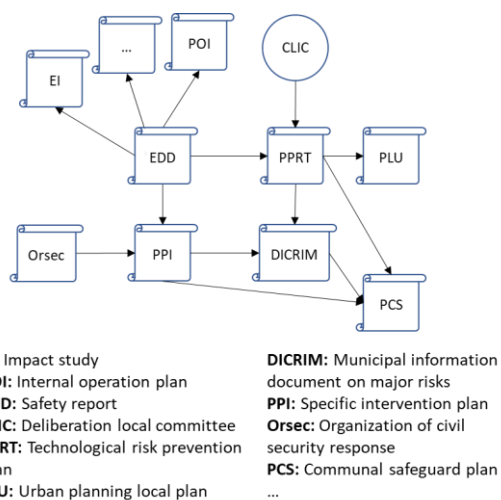 ...
POI
CLIC
EI
EDD
PPRT
PLU
Orsec
PPI
DICRIM
PCS
Impact study
I: Internal operation plan
D: Safety report
IC: Deliberation local committee
RT: Technological risk prevention
an
U: Urban planning local plan
DICRIM: Municipal information
document on major risks
PPI: Specific intervention plan
Orsec: Organization of civil
security response
PCS: Communal safeguard plan
...